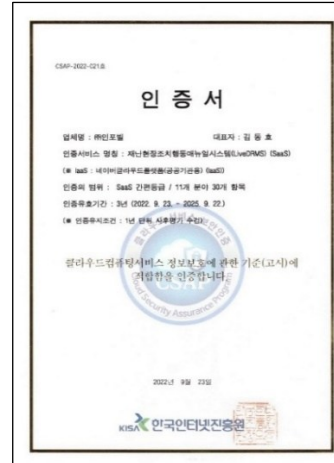 CSAP-2022-021호
인 증 서
업체명 : ㈜인포빌 대표자 : 김 동 호
인증서비스 명칭 : 재난현장조치행동매뉴얼시스템(LiveDRMS) (SaaS)
(※ IaaS : 네이버클라우드플랫폼(공공기관용) (IaaS))
인증의 범위 : SaaS 간편등급 / 11개 분야 30개 항목
인증유효기간 : 3년 (2022. 9. 23. ~ 2025. 9. 22.)
(※ 인증유지조건 : 1년 단위 사후평가 수검)
클라우드컴퓨팅서비스 정보보호에 관한 기준(고시)에
적합함을 인증합니다.
CSAP
Cloud Security Assurance Program
2022년 9월 23일
KISA 한국인터넷진흥원